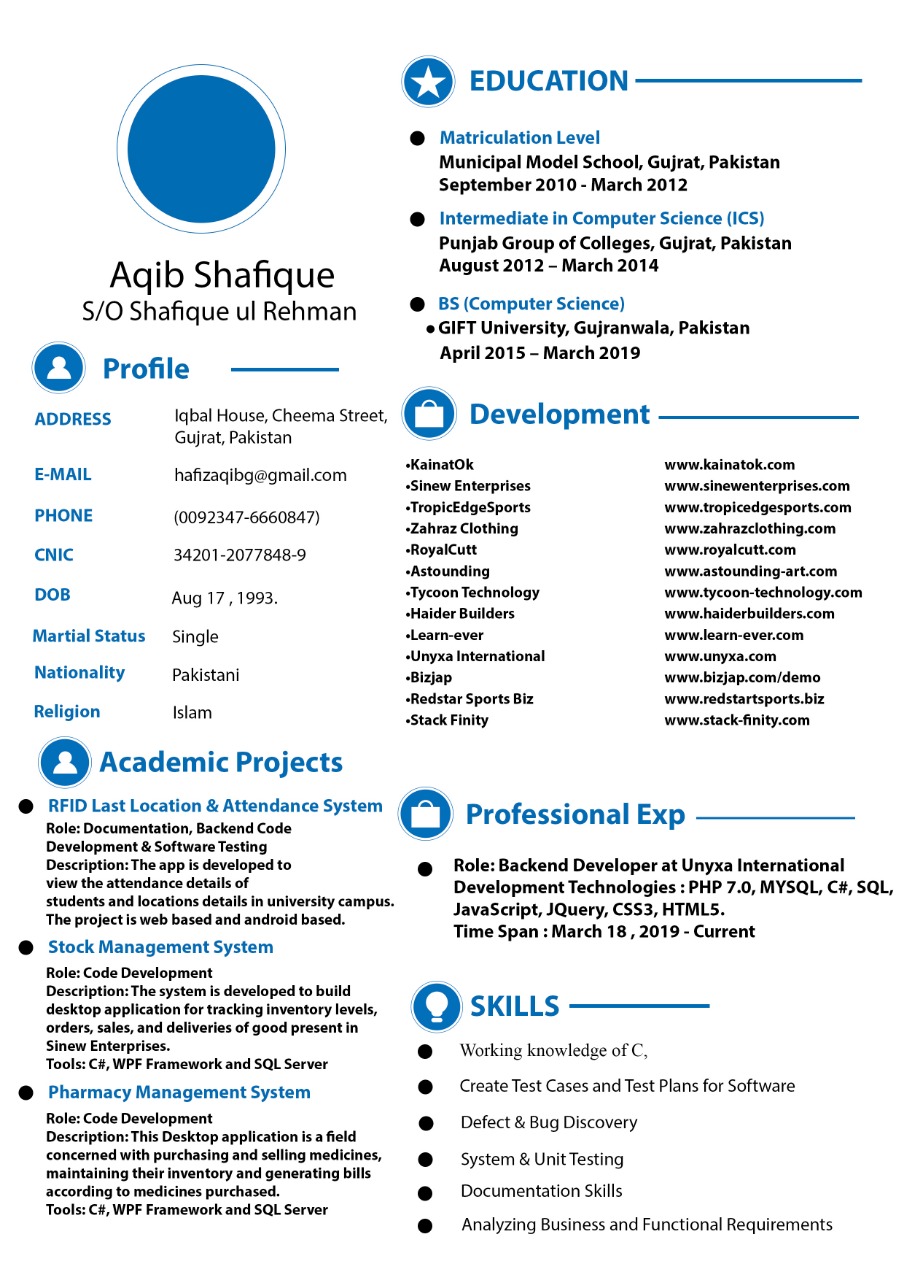 Aqib Shafique
S/O Shafique ul Rehman
Profile
ADDRESS Iqbal House, Cheema Street,
Gujrat, Pakistan
E-MAIL hafizaqibg@gmail.com
PHONE (0092347-6660847)
CNIC 34201-2077848-9
DOB Aug 17 , 1993.
Martial Status Single
Nationality Pakistani
Religion Islam
Academic Projects
● RFID Last Location & Attendance System
Role: Documentation, Backend Code
Development & Software Testing
Description: The app is developed to
view the attendance details of
students and locations details in university campus.
The project is web based and android based.
● Stock Management System
Role: Code Development
Description: The system is developed to build
desktop application for tracking inventory levels,
orders, sales, and deliveries of good present in
Sinew Enterprises.
Tools: C#, WPF Framework and SQL Server
● Pharmacy Management System
Role: Code Development
Description: This Desktop application is a field
concerned with purchasing and selling medicines,
maintaining their inventory and generating bills
according to medicines purchased.
Tools: C#, WPF Framework and SQL Server
EDUCATION
● Matriculation Level
Municipal Model School, Gujrat, Pakistan
September 2010 - March 2012
● Intermediate in Computer Science (ICS)
Punjab Group of Colleges, Gujrat, Pakistan
August 2012 – March 2014
● BS (Computer Science)
•GIFT University, Gujranwala, Pakistan
April 2015 – March 2019
Development
•KainatOk www.kainatok.com
•Sinew Enterprises www.sinewenterprises.com
•TropicEdgeSports www.tropicedgesports.com
•Zahraz Clothing www.zahrazclothing.com
•RoyalCutt www.royalcutt.com
•Astounding www.astounding-art.com
•Tycoon Technology www.tycoon-technology.com
•Haider Builders www.haiderbuilders.com
•Learn-ever www.learn-ever.com
•Unyxa International www.unyxa.com
•Bizjap www.bizjap.com/demo
•Redstar Sports Biz www.redstartsports.biz
•Stack Finity www.stack-finity.com
Professional Exp
● Role: Backend Developer at Unyxa International
Development Technologies : PHP 7.0, MYSQL, C#, SQL,
JavaScript, JQuery, CSS3, HTML5.
Time Span : March 18 , 2019 - Current
SKILLS
● Working knowledge of C,
● Create Test Cases and Test Plans for Software
● Defect & Bug Discovery
● System & Unit Testing
● Documentation Skills
● Analyzing Business and Functional Requirements